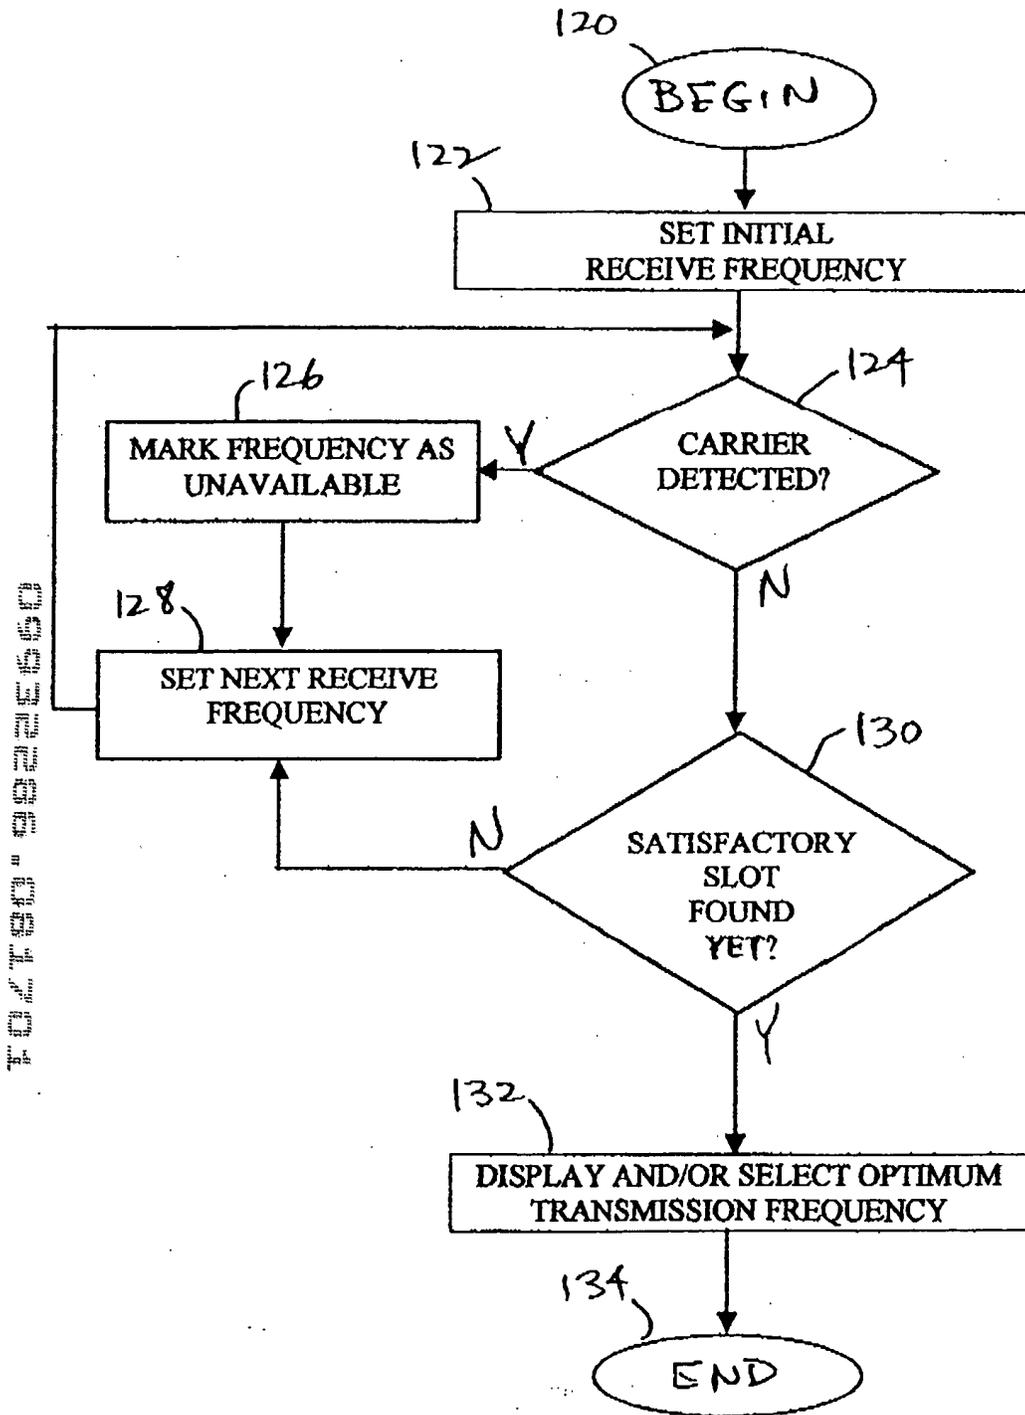 120
BEGIN
122
SET INITIAL
RECEIVE FREQUENCY
126
124
MARK FREQUENCY AS
UNAVAILABLE
Y
CARRIER
DETECTED?
N
128
SET NEXT RECEIVE
FREQUENCY
130
N
SATISFACTORY
SLOT
FOUND
YET?
Y
132
DISPLAY AND/OR SELECT OPTIMUM
TRANSMISSION FREQUENCY
134
END